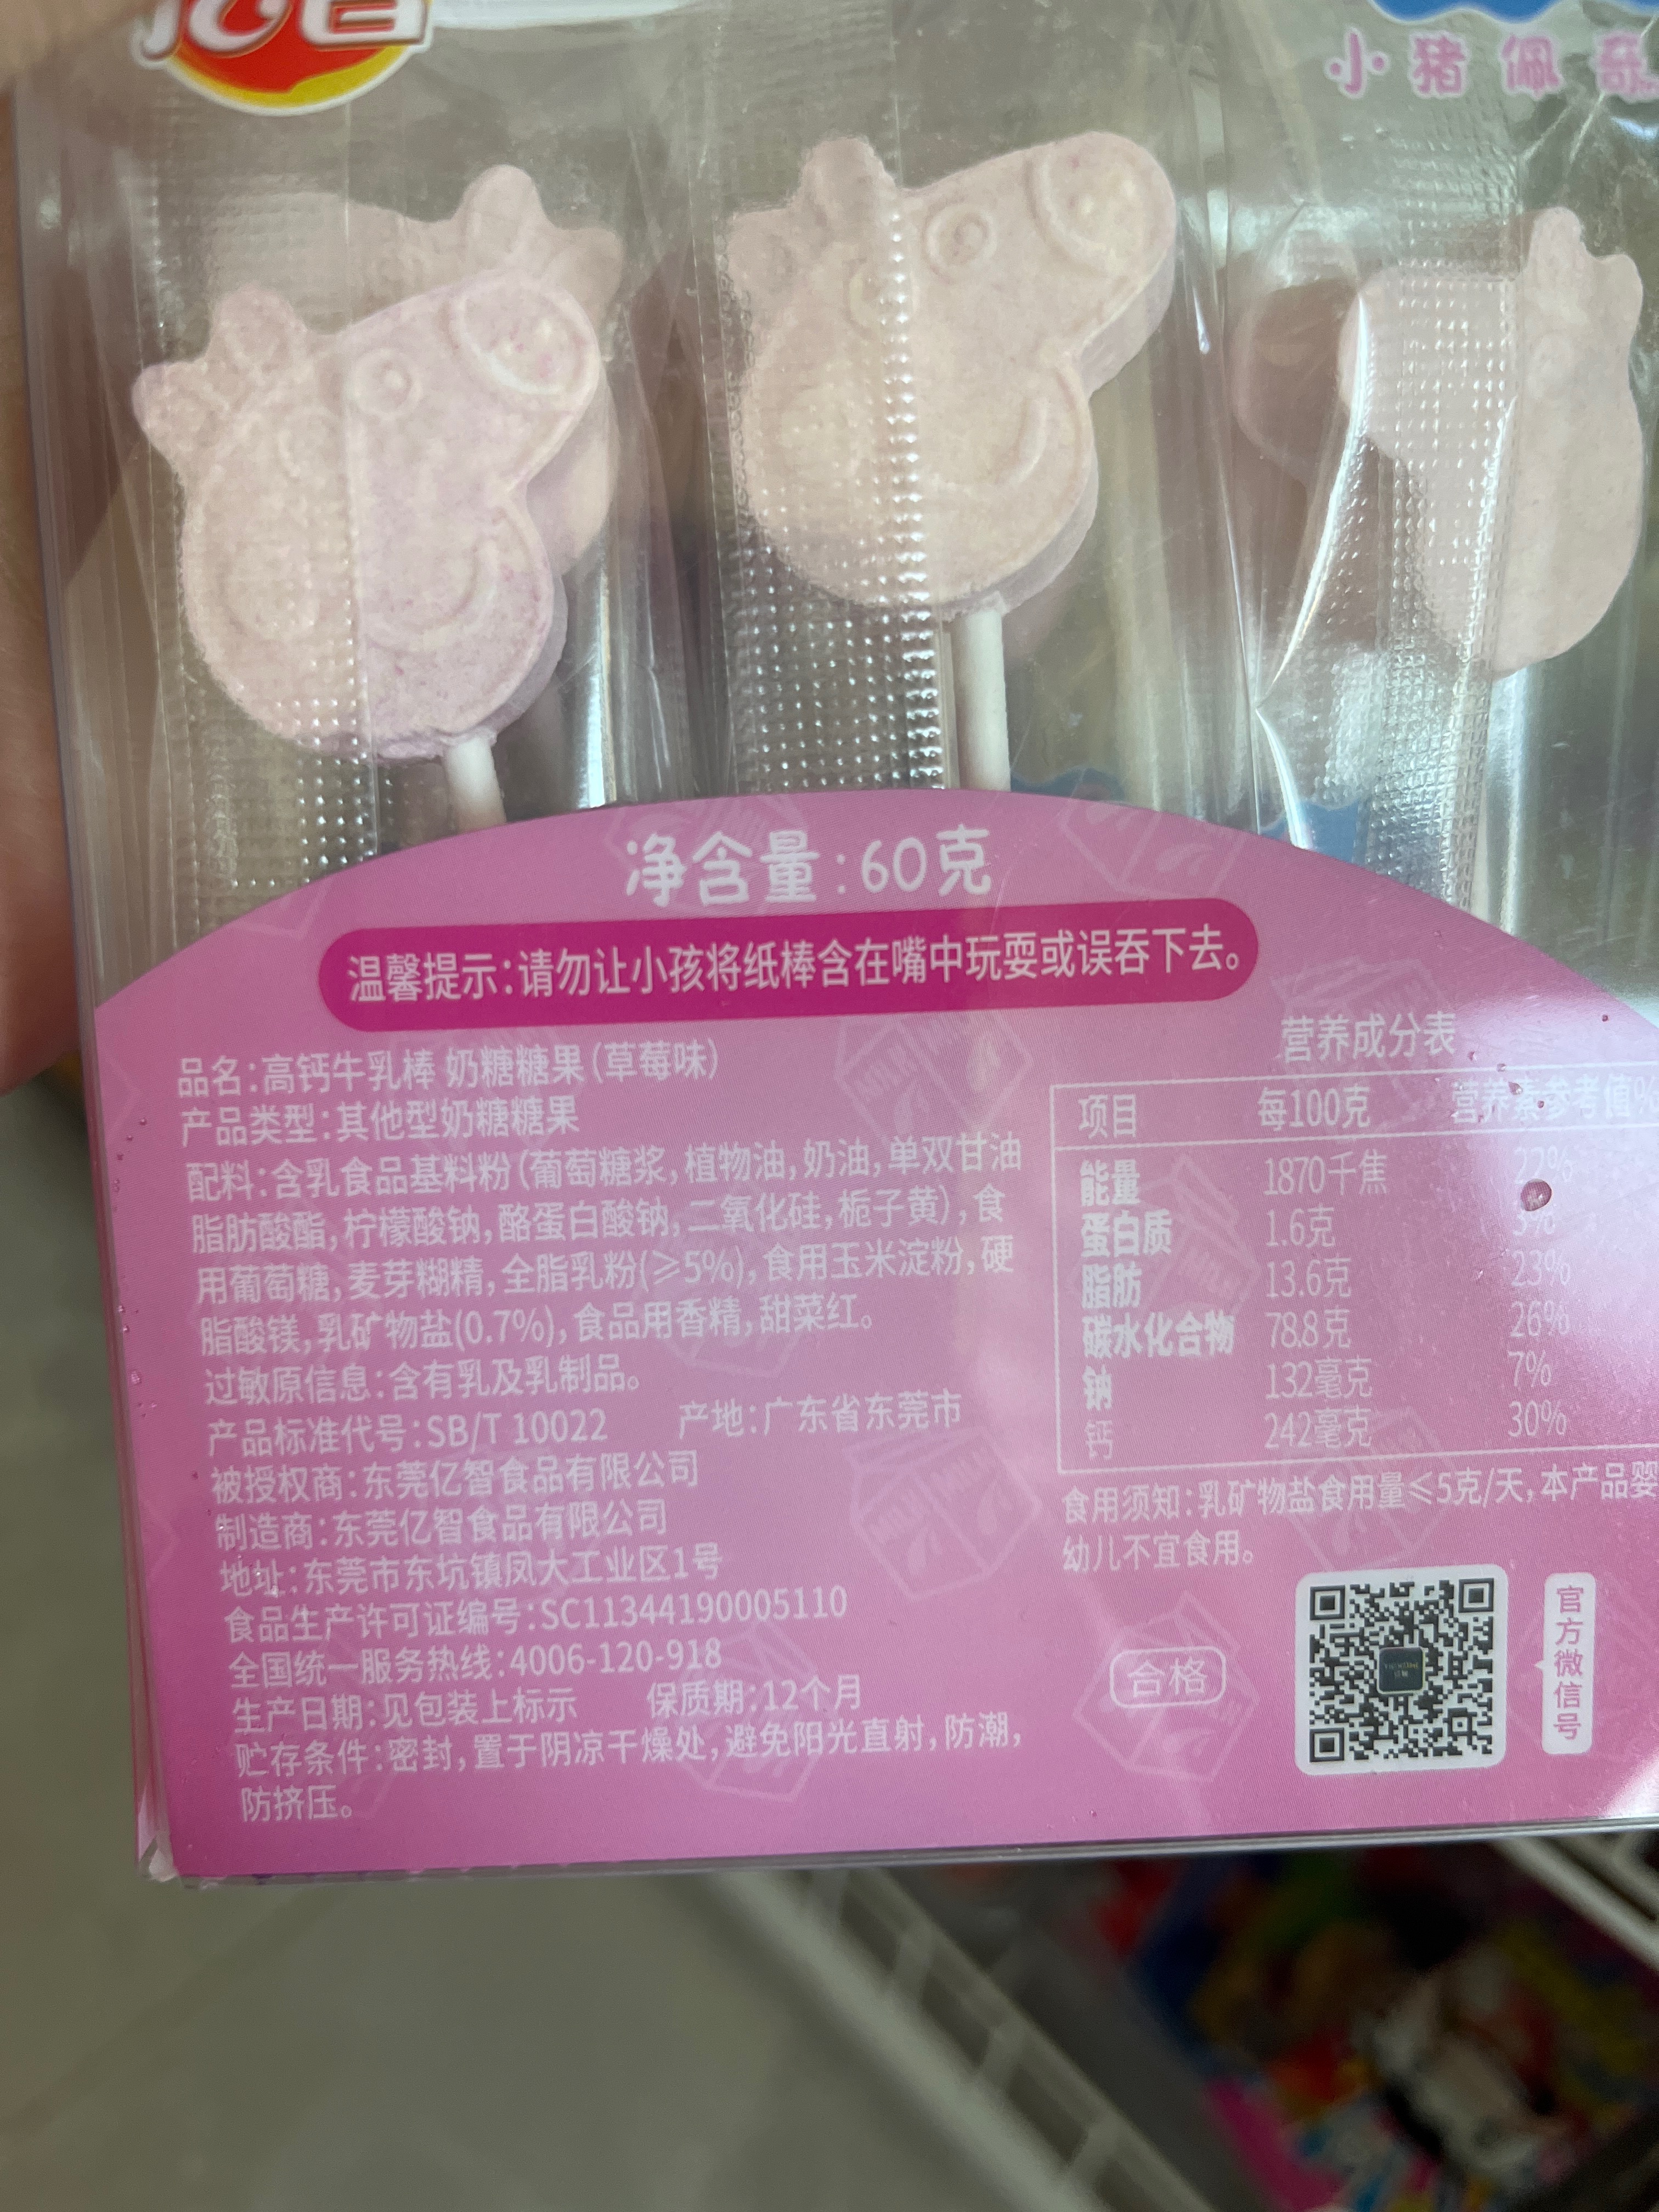 亿智
小猪佩奇
净含量:60克
温馨提示:请勿让小孩将纸棒含在嘴中玩耍或误吞下去。
品名:高钙牛乳棒 奶糖糖果(草莓味)
产品类型:其他型奶糖糖果
配料:含乳食品基料粉(葡萄糖浆,植物油,奶油,单双甘油
脂肪酸酯,柠檬酸钠,酪蛋白酸钠,二氧化硅,栀子黄),食
用葡萄糖,麦芽糊精,全脂乳粉(≥5%),食用玉米淀粉,硬
脂酸镁,乳矿物盐(0.7%),食品用香精,甜菜红。
过敏原信息:含有乳及乳制品。
产品标准代号:SB/T 10022 产地:广东省东莞市
被授权商:东莞亿智食品有限公司
制造商:东莞亿智食品有限公司
地址:东莞市东坑镇凤大工业区1号
食品生产许可证编号:SC11344190005110
全国统一服务热线:4006-120-918
生产日期:见包装上标示 保质期:12个月
贮存条件:密封,置于阴凉干燥处,避免阳光直射,防潮,
防挤压。
营养成分表
项目 每100克 营养素参考值%
能量 1870千焦 22%
蛋白质 1.6克 3%
脂肪 13.6克 23%
碳水化合物 78.8克 26%
钠 132毫克 7%
钙 242毫克 30%
食用须知:乳矿物盐食用量≤5克/天,本产品婴
幼儿不宜食用。
合格
官方微信号